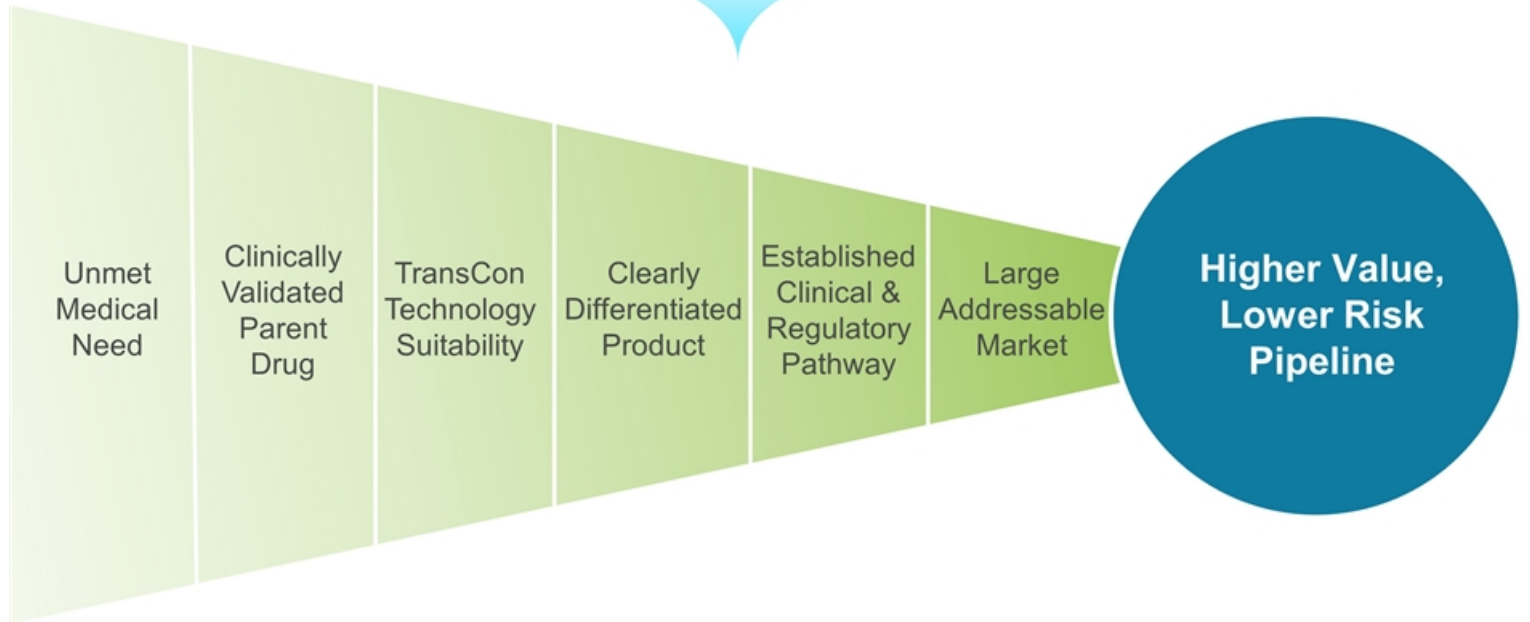 Unmet
Medical
Need
Clinically
Validated
Parent
Drug
TransCon
Technology
Suitability
Clearly
Differentiated
Product
Established
Clinical &
Regulatory
Pathway
Large
Addressable
Market
Higher Value,
Lower Risk
Pipeline